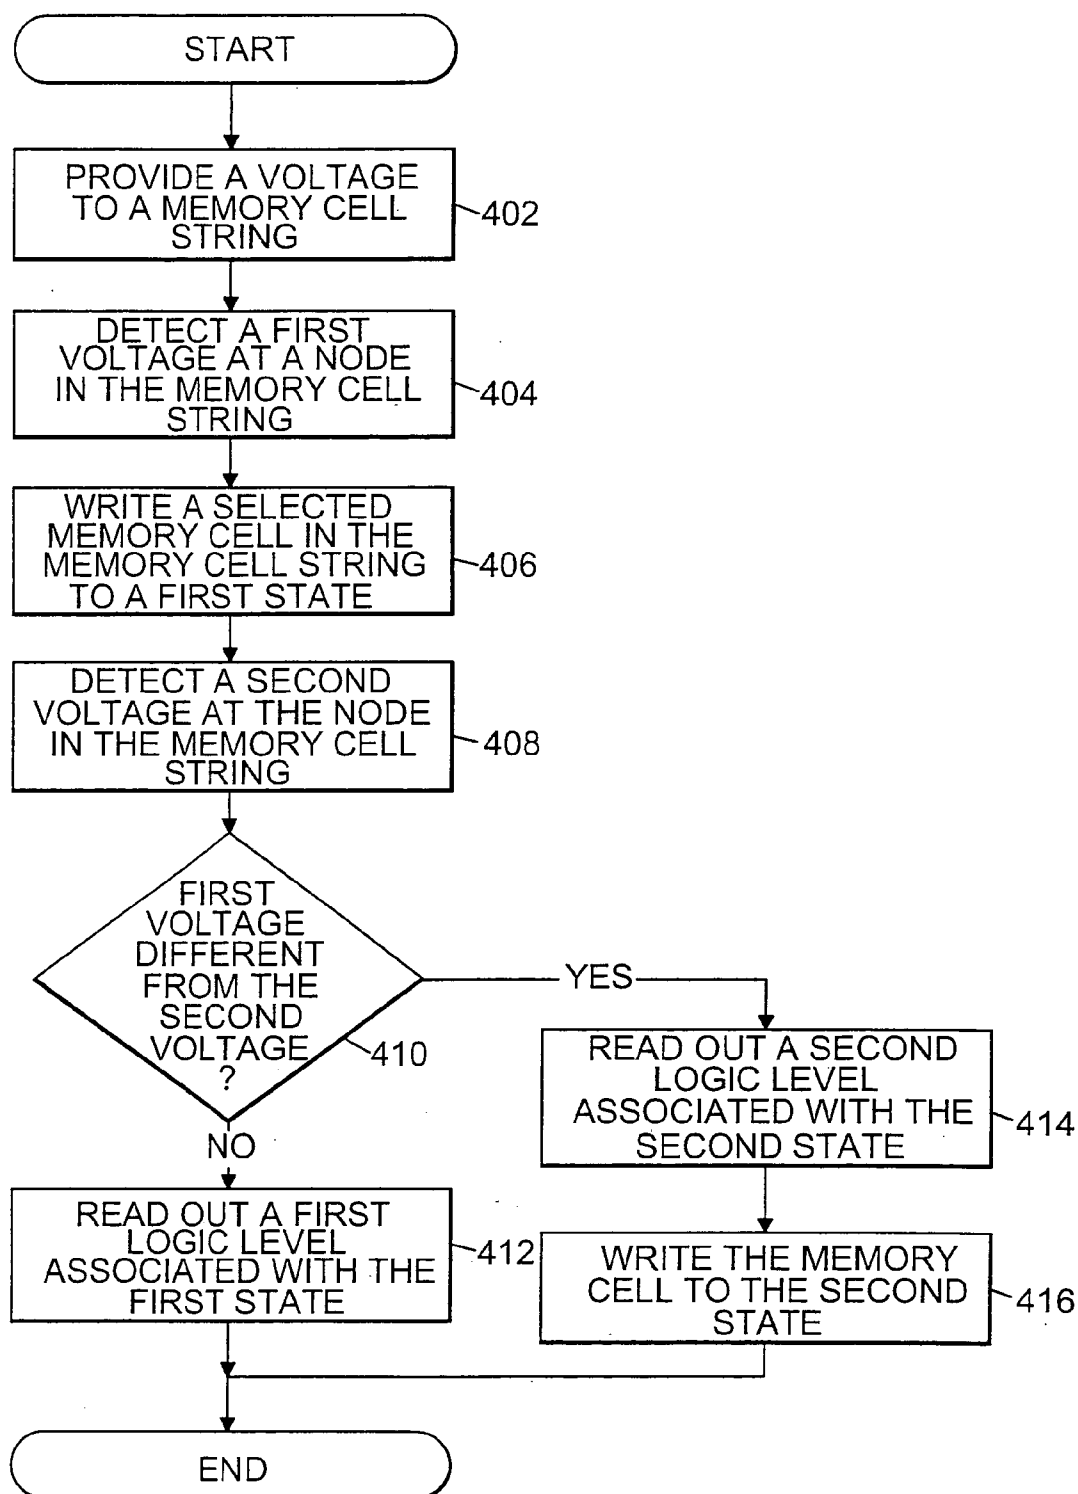 START
PROVIDE A VOLTAGE
TO A MEMORY CELL
STRING
402
DETECT A FIRST
VOLTAGE AT A NODE
IN THE MEMORY CELL
STRING
404
WRITE A SELECTED
MEMORY CELL IN THE
MEMORY CELL STRING
TO A FIRST STATE
406
DETECT A SECOND
VOLTAGE AT THE NODE
IN THE MEMORY CELL
STRING
408
FIRST
VOLTAGE
DIFFERENT
FROM THE
SECOND
VOLTAGE
?
410
YES
NO
READ OUT A SECOND
LOGIC LEVEL
ASSOCIATED WITH THE
SECOND STATE
414
READ OUT A FIRST
LOGIC LEVEL
ASSOCIATED WITH THE
FIRST STATE
412
WRITE THE MEMORY
CELL TO THE SECOND
STATE
416
END